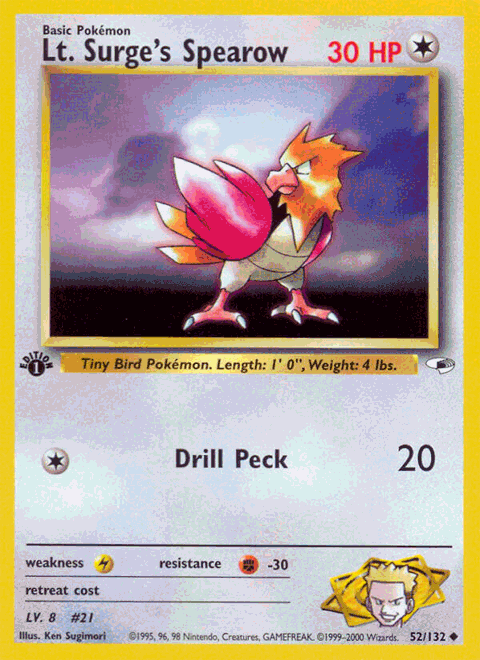 Basic Pokémon
Lt. Surge's Spearow 30 HP
EDITION
1
Tiny Bird Pokémon. Length: 1' 0", Weight: 4 lbs.
Drill Peck 20
weakness resistance -30
retreat cost
LV. 8 #21
Illus. Ken Sugimori ©1995, 96, 98 Nintendo, Creatures, GAMEFREAK. ©1999-2000 Wizards. 52/132